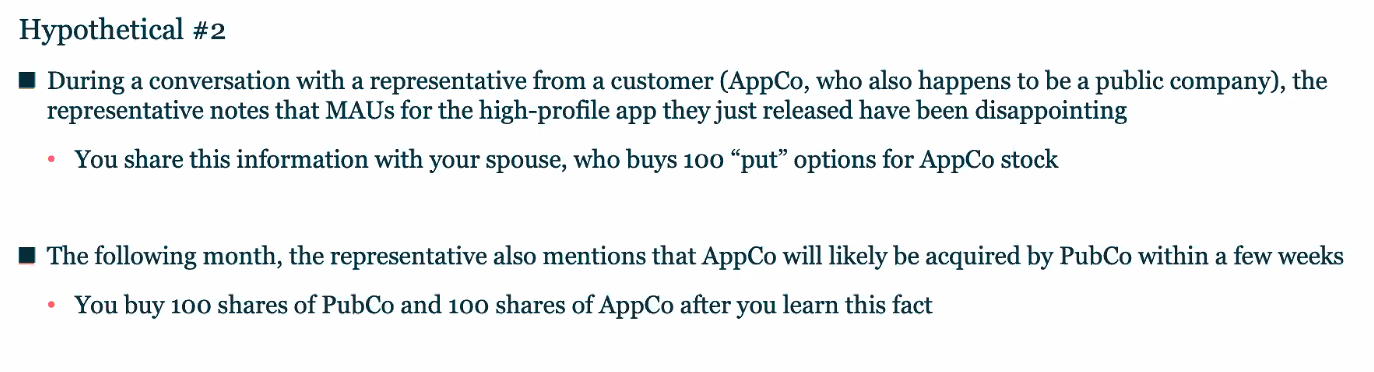 Hypothetical #2
■ During a conversation with a representative from a customer (AppCo, who also happens to be a public company), the
representative notes that MAUs for the high-profile app they just released have been disappointing
• You share this information with your spouse, who buys 100 “put” options for AppCo stock
■ The following month, the representative also mentions that AppCo will likely be acquired by PubCo within a few weeks
• You buy 100 shares of PubCo and 100 shares of AppCo after you learn this fact